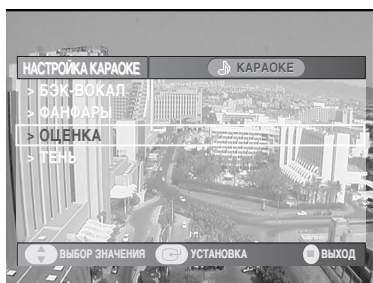 НАСТРОЙКА КАРАОКЕ
КАРАОКЕ
> БЭК-ВОКАЛ
> ФАНФАРЫ
> ОЦЕНКА
> ТЕНЬ
ВЫБОР ЗНАЧЕНИЯ УСТАНОВКА ВЫХОД